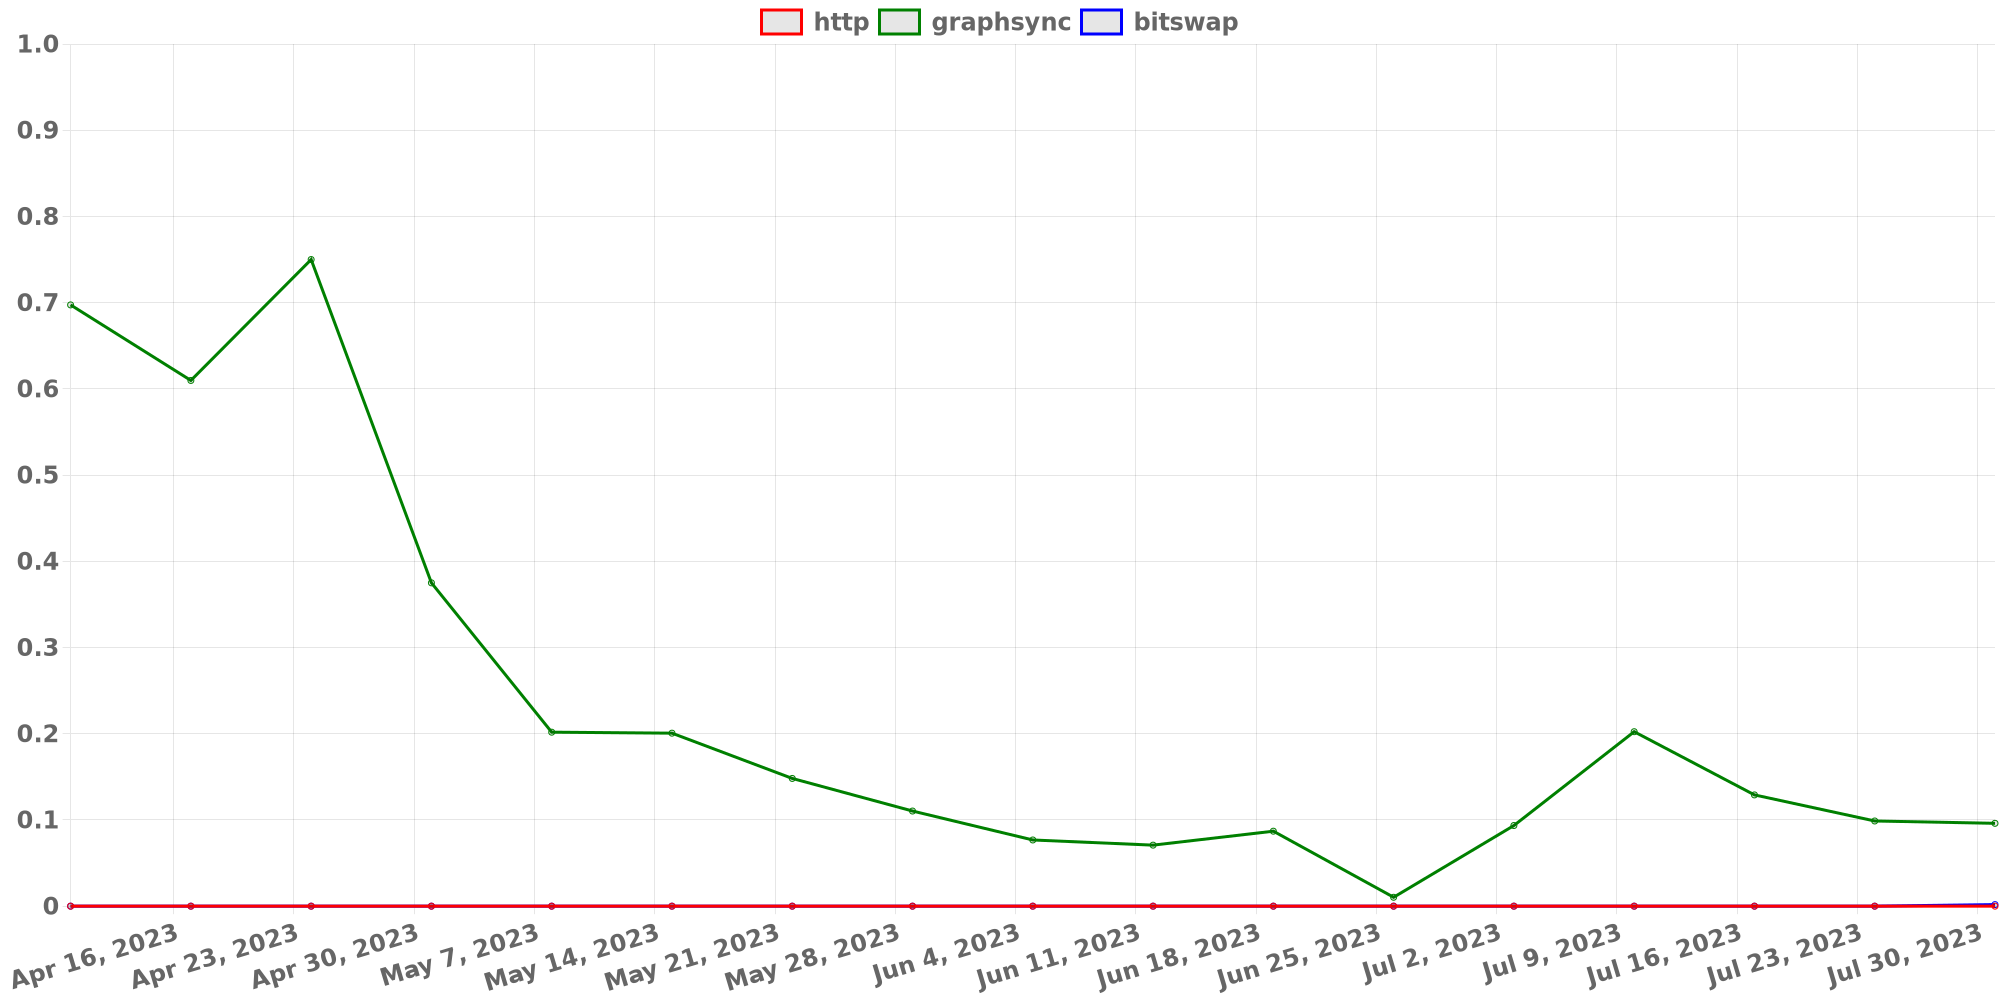 http graphsync bitswap
1.0
0.9
0.8
0.7
0.6
0.5
0.4
0.3
0.2
0.1
0
Apr 16, 2023
Apr 23, 2023
Apr 30, 2023
May 7, 2023
May 14, 2023
May 21, 2023
May 28, 2023
Jun 4, 2023
Jun 11, 2023
Jun 18, 2023
Jun 25, 2023
Jul 2, 2023
Jul 9, 2023
Jul 16, 2023
Jul 23, 2023
Jul 30, 2023